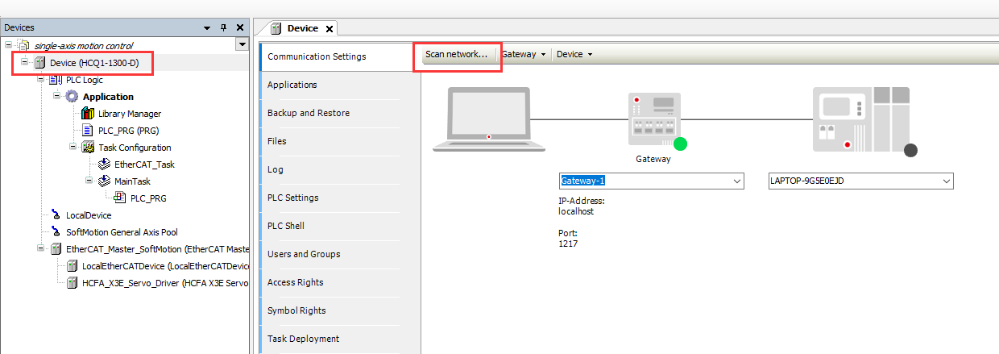 Devices
single-axis motion control
Device (HCQ1-1300-D)
PLC Logic
Application
Library Manager
PLC_PRG (PRG)
Task Configuration
EtherCAT_Task
MainTask
PLC_PRG
LocalDevice
SoftMotion General Axis Pool
EtherCAT_Master_SoftMotion (EtherCAT Maste
LocalEtherCATDevice (LocalEtherCATDevice
HCFA_X3E_Servo_Driver (HCFA X3E Servo
Device
Communication Settings
Applications
Backup and Restore
Files
Log
PLC Settings
PLC Shell
Users and Groups
Access Rights
Symbol Rights
Task Deployment
Scan network... Gateway Device
Gateway
Gateway-1
IP-Address:
localhost
Port:
1217
LAPTOP-9G5E0EJD